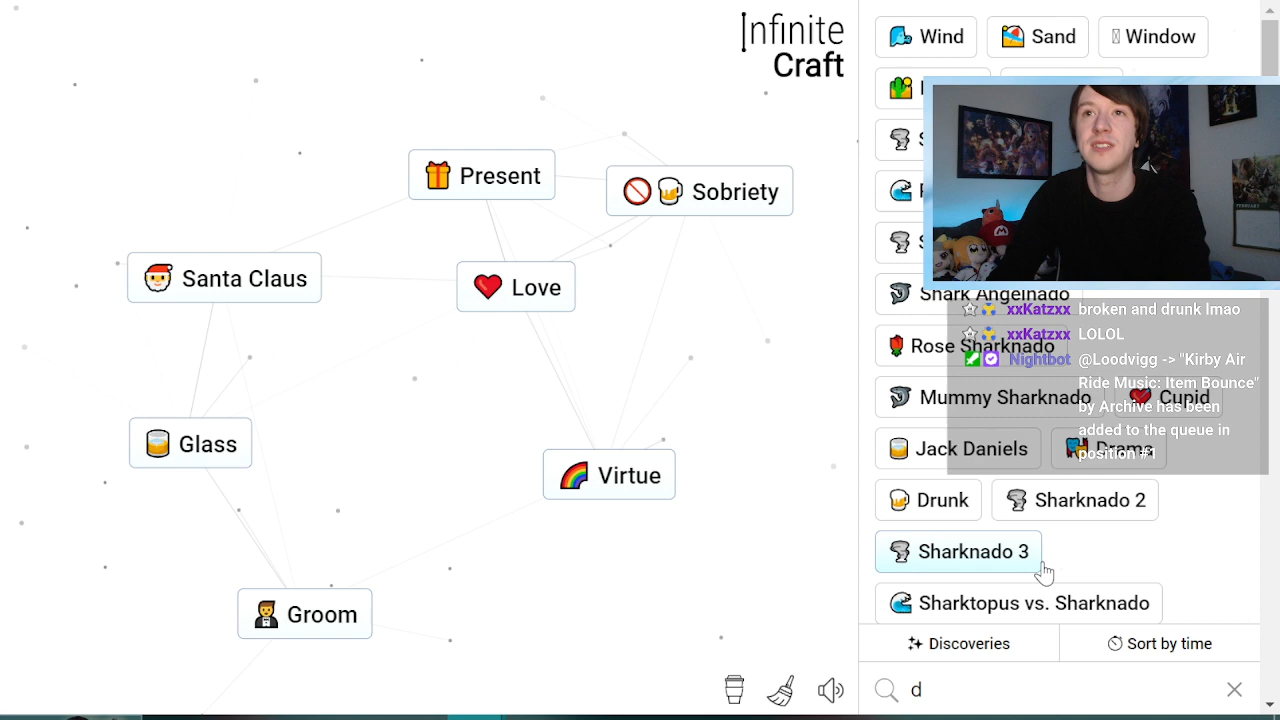 Infinite
Craft
Present
Sobriety
Santa Claus
Love
Glass
Virtue
Groom
Wind
Sand
Window
Shark Angelnado
Rose Sharknado
Mummy Sharknado
Cupid
Jack Daniels
Drama
Drunk
Sharknado 2
Sharknado 3
Sharktopus vs. Sharknado
xxKatzxx broken and drunk lmao
xxKatzxx LOLOL
Nightbot @Loodvigg -> "Kirby Air
Ride Music: Item Bounce"
by Archive has been
added to the queue in
position #1
Discoveries
Sort by time
d
FEBRUARY